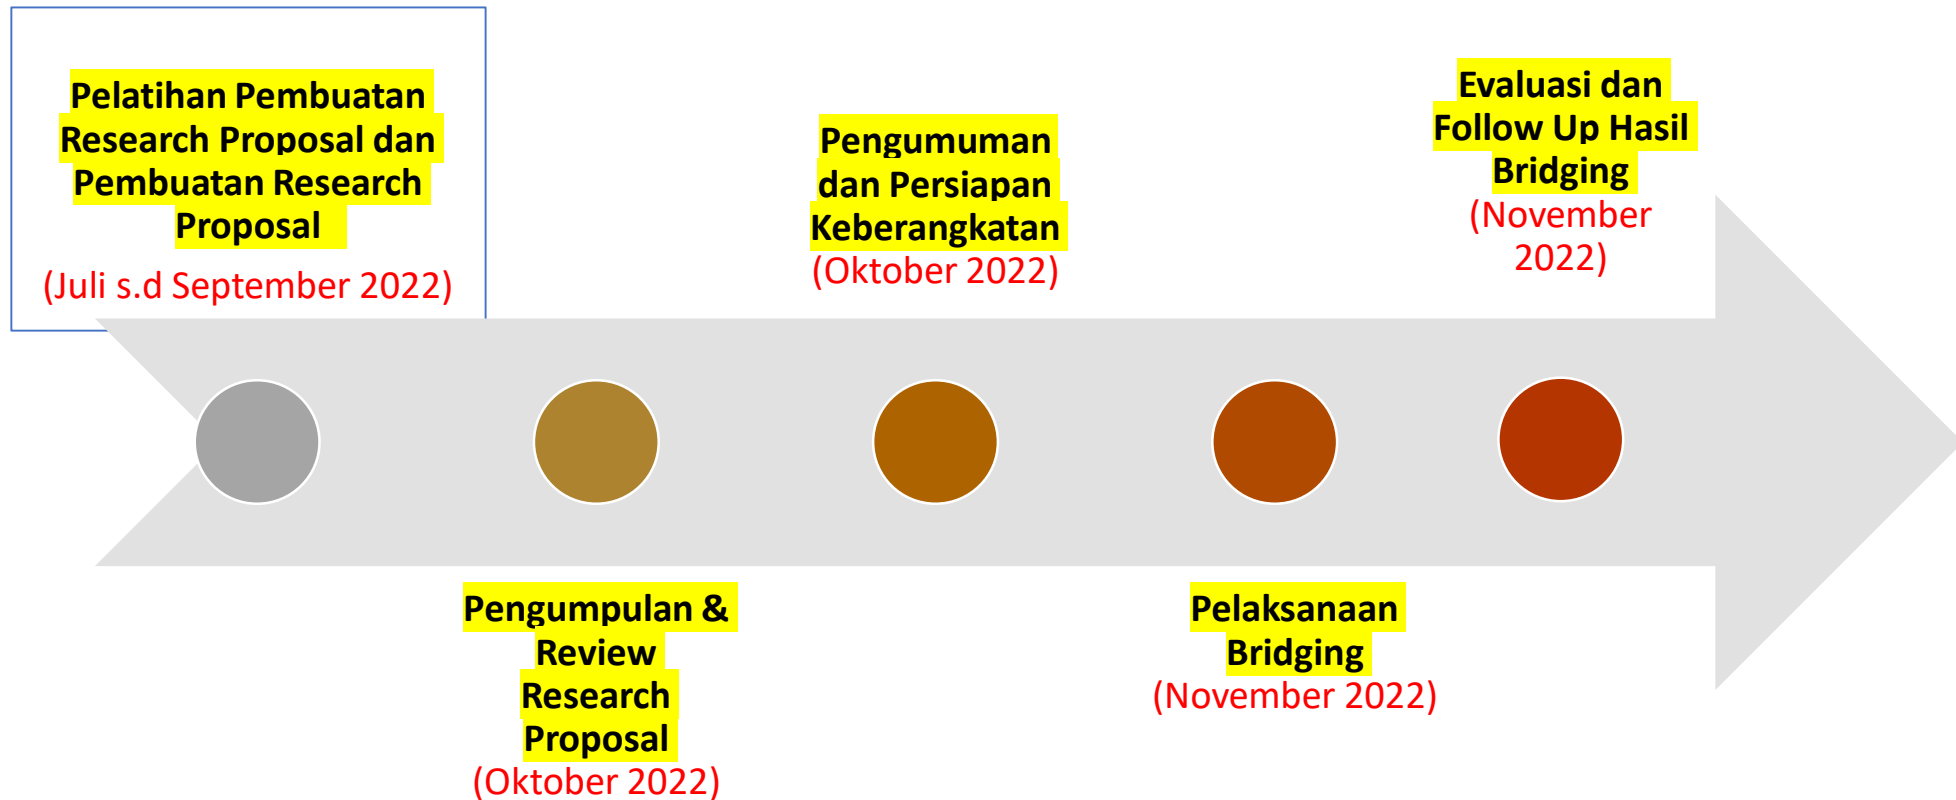 Pelatihan Pembuatan
Research Proposal dan
Pembuatan Research
Proposal
(Juli s.d September 2022)
Pengumpulan &
Review
Research
Proposal
(Oktober 2022)
Pengumuman
dan Persiapan
Keberangkatan
(Oktober 2022)
Pelaksanaan
Bridging
(November 2022)
Evaluasi dan
Follow Up Hasil
Bridging
(November
2022)